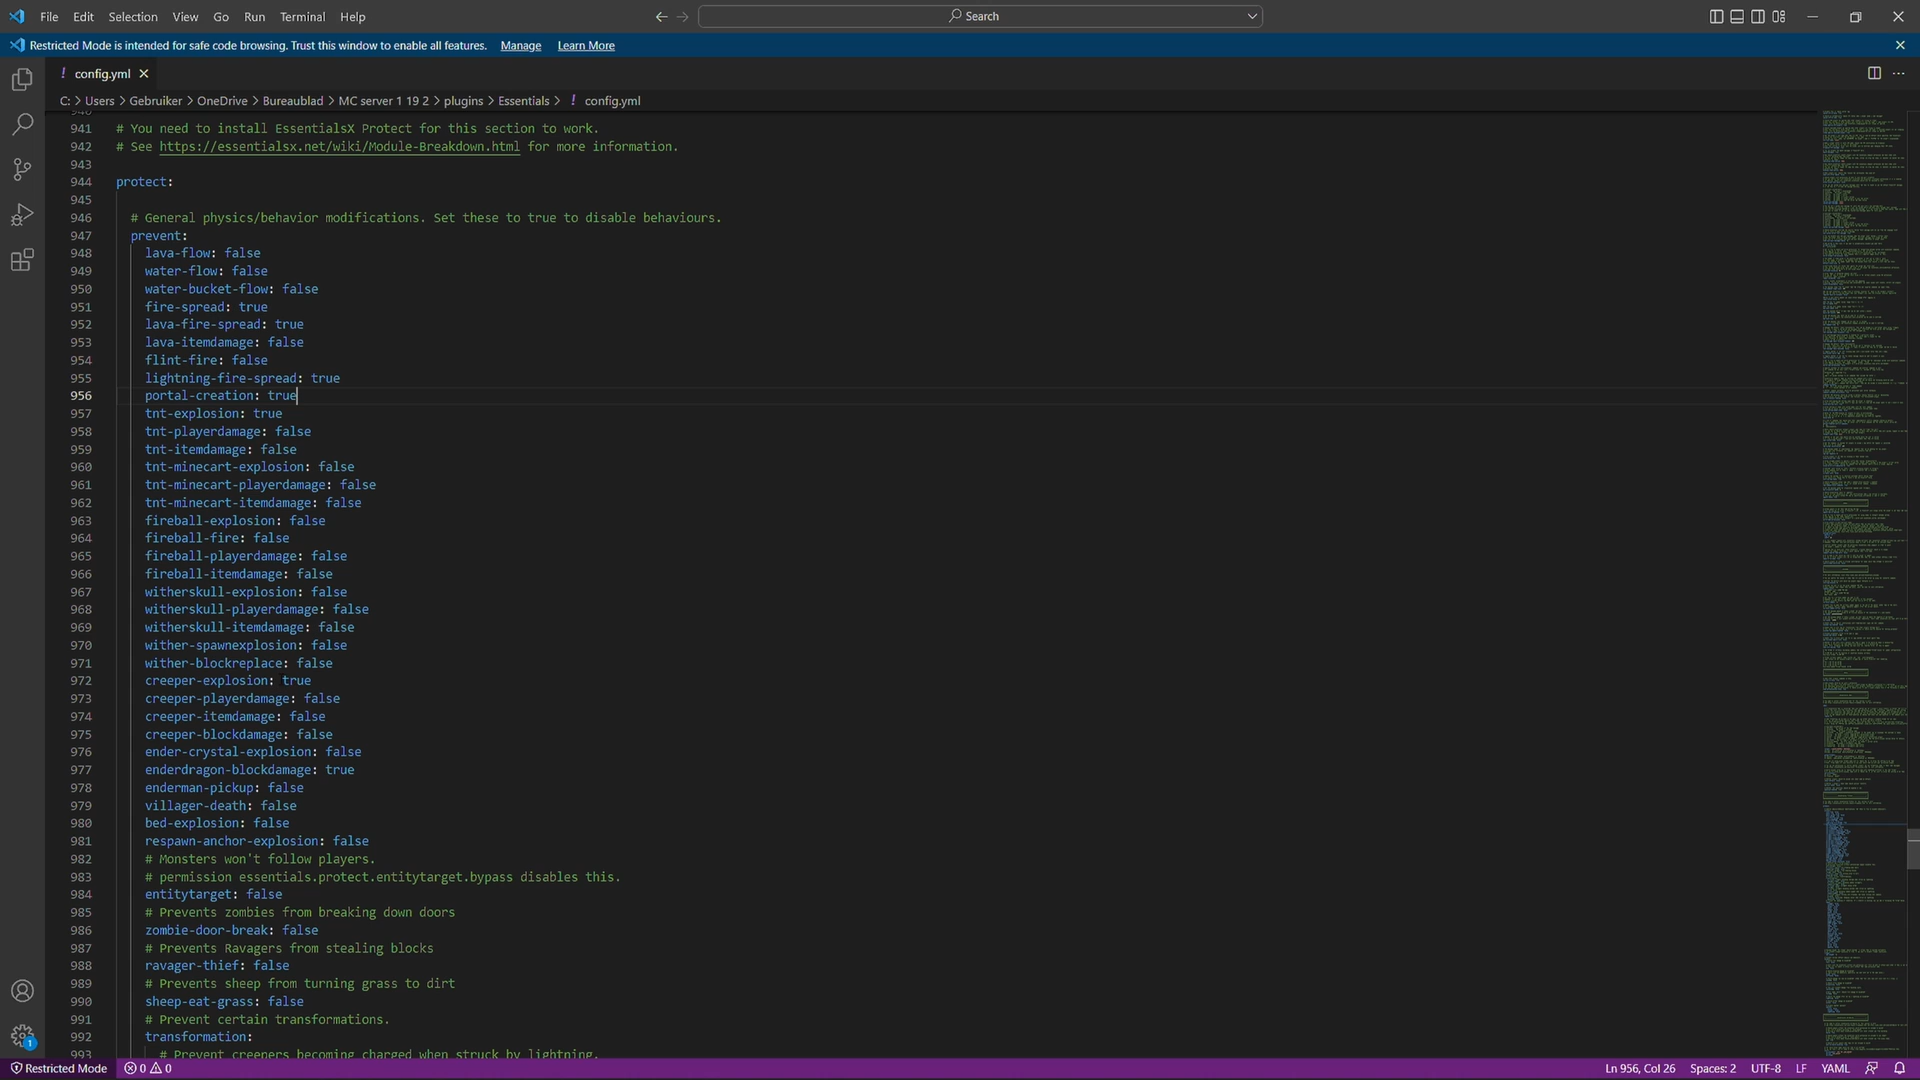 File Edit Selection View Go Run Terminal Help
Search
Restricted Mode is intended for safe code browsing. Trust this window to enable all features. Manage Learn More
! config.yml
C: > Users > Gebruiker > OneDrive > Bureaublad > MC server 1 19 2 > plugins > Essentials > ! config.yml
940
941 # You need to install EssentialsX Protect for this section to work.
942 # See https://essentialsx.net/wiki/Module-Breakdown.html for more information.
943
944 protect:
945
946 # General physics/behavior modifications. Set these to true to disable behaviours.
947 prevent:
948 lava-flow: false
949 water-flow: false
950 water-bucket-flow: false
951 fire-spread: true
952 lava-fire-spread: true
953 lava-itemdamage: false
954 flint-fire: false
955 lightning-fire-spread: true
956 portal-creation: true
957 tnt-explosion: true
958 tnt-playerdamage: false
959 tnt-itemdamage: false
960 tnt-minecart-explosion: false
961 tnt-minecart-playerdamage: false
962 tnt-minecart-itemdamage: false
963 fireball-explosion: false
964 fireball-fire: false
965 fireball-playerdamage: false
966 fireball-itemdamage: false
967 witherskull-explosion: false
968 witherskull-playerdamage: false
969 witherskull-itemdamage: false
970 wither-spawnexplosion: false
971 wither-blockreplace: false
972 creeper-explosion: true
973 creeper-playerdamage: false
974 creeper-itemdamage: false
975 creeper-blockdamage: false
976 ender-crystal-explosion: false
977 enderdragon-blockdamage: true
978 enderman-pickup: false
979 villager-death: false
980 bed-explosion: false
981 respawn-anchor-explosion: false
982 # Monsters won't follow players.
983 # permission essentials.protect.entitytarget.bypass disables this.
984 entitytarget: false
985 # Prevents zombies from breaking down doors
986 zombie-door-break: false
987 # Prevents Ravagers from stealing blocks
988 ravager-thief: false
989 # Prevents sheep from turning grass to dirt
990 sheep-eat-grass: false
991 # Prevent certain transformations.
992 transformation:
993 # Prevent creepers becoming charged when struck by lightning.
1
Restricted Mode 0 0 Ln 956, Col 26 Spaces: 2 UTF-8 LF YAML